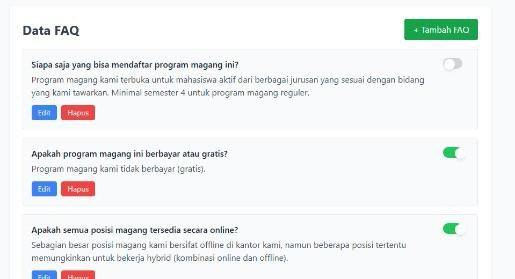 Data FAQ
+ Tambah FAQ
Siapa saja yang bisa mendaftar program magang ini?
Program magang kami terbuka untuk mahasiswa aktif dari berbagai jurusan yang sesuai dengan bidang
yang kami tawarkan. Minimal semester 4 untuk program magang reguler.
Edit Hapus
Apakah program magang ini berbayar atau gratis?
Program magang kami tidak berbayar (gratis).
Edit Hapus
Apakah semua posisi magang tersedia secara online?
Sebagian besar posisi magang kami bersifat offline di kantor kami, namun beberapa posisi tertentu
memungkinkan untuk bekerja hybrid (kombinasi online dan offline).
Edit Hapus